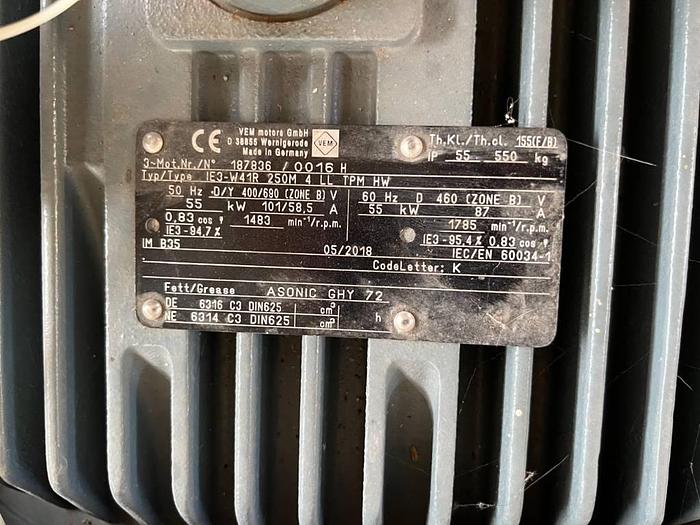 VEM motors GmbH
D 38855 Wernigerode
Made in Germany
VEM
CE
Th.Kl./Th.cl. 155(F/B)
IP 55 550 kg
3~Mot.Nr./N° 187836 / 0016 H
Typ/Type IE3-W41R 250M 4 LL TPM HW
50 Hz D/Y 400/690 (ZONE B) V
55 kW 101/58,5 A
0,83 cos φ 1483 min⁻¹/r.p.m.
IE3-94,7%
60 Hz D 460 (ZONE B) V
55 kW 87 A
1785 min⁻¹/r.p.m.
IE3-95.4% 0,83 cos φ
IM B35 05/2018 IEC/EN 60034-1
CodeLetter: K
Fett/Grease ASONIC GHY 72
DE 6316 C3 DIN625 cm³ h
NE 6314 C3 DIN625 cm³